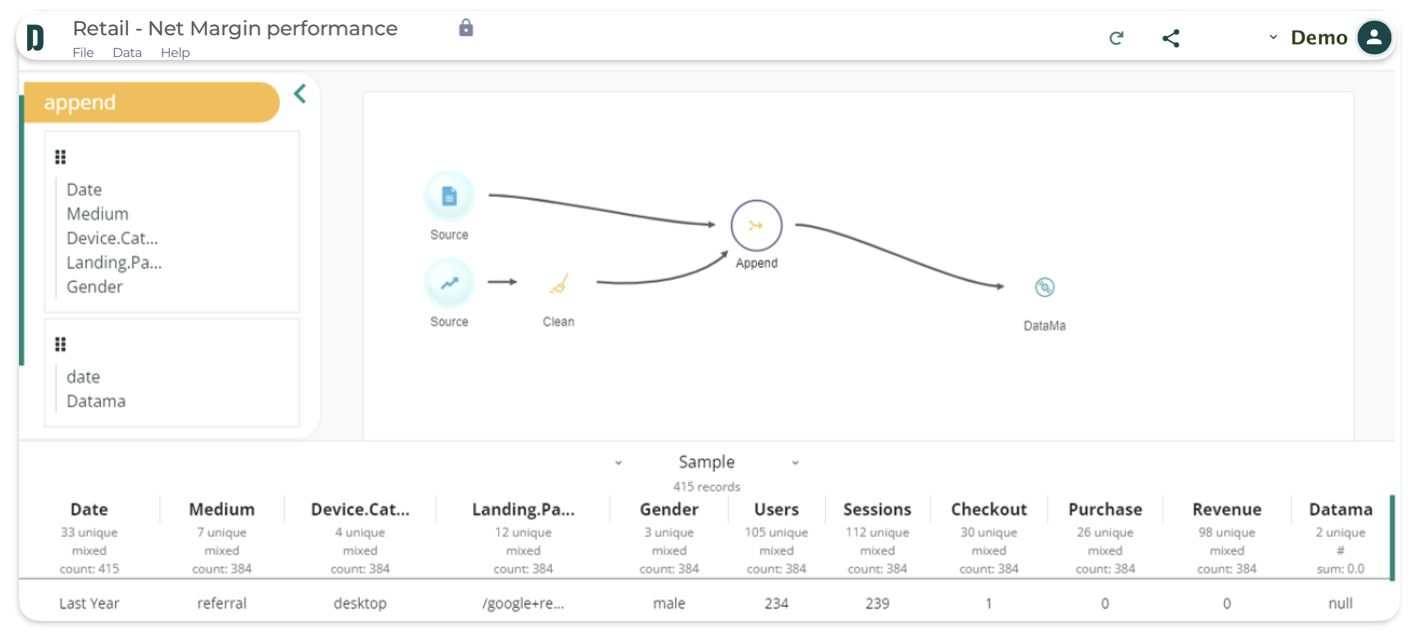 Retail - Net Margin performance
File Data Help
Demo
append
Date
Medium
Device.Cat...
Landing.Pa...
Gender
date
Datama
Source
Source
Clean
Append
DataMa
Sample
415 records
Date Medium Device.Cat... Landing.Pa... Gender Users Sessions Checkout Purchase Revenue Datama
33 unique 7 unique 4 unique 12 unique 3 unique 105 unique 112 unique 30 unique 26 unique 98 unique 2 unique
mixed mixed mixed mixed mixed mixed mixed mixed mixed mixed #
count: 415 count: 384 count: 384 count: 384 count: 384 count: 384 count: 384 count: 384 count: 384 count: 384 sum: 0.0
Last Year referral desktop /google+re... male 234 239 1 0 0 null